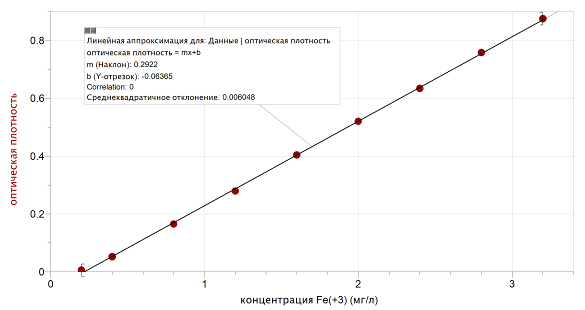 0.8
0.6
0.4
0.2
0
оптическая плотность
Линейная аппроксимация для: Данные | оптическая плотность
оптическая плотность = mx+b
m (Наклон): 0.2922
b (Y-отрезок): -0.06365
Correlation: 0
Среднеквадратичное отклонение: 0.006048
0 1 2 3
концентрация Fe(+3) (мг/л)